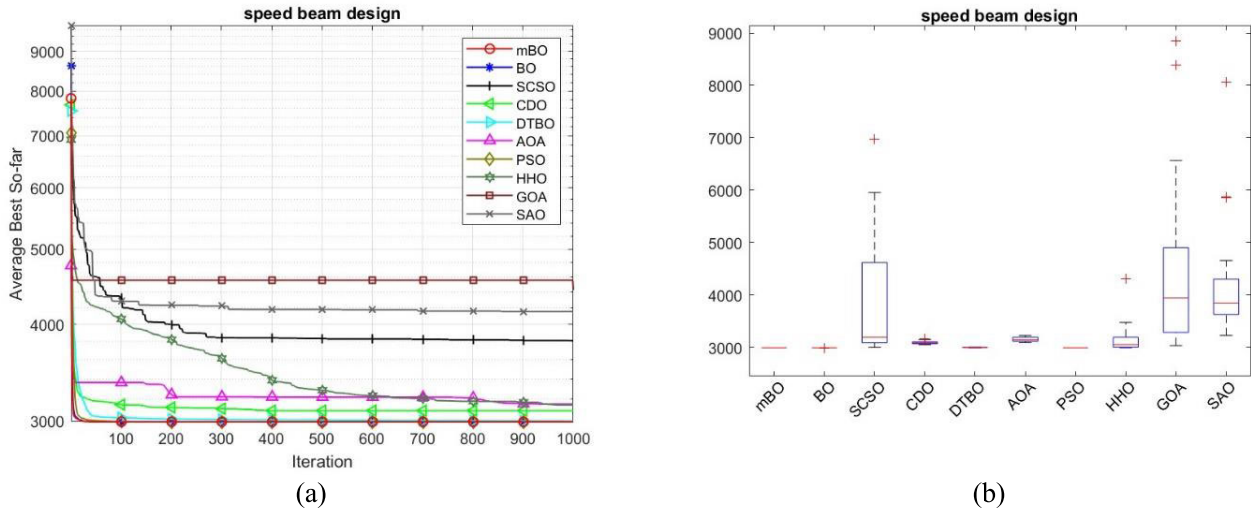 speed beam design
9000
8000
7000
6000
5000
4000
3000
Average Best So-far
100 200 300 400 500 600 700 800 900 1000
Iteration
mBO
BO
SCSO
CDO
DTBO
AOA
PSO
HHO
GOA
SAO
(a)
speed beam design
9000
8000
7000
6000
5000
4000
3000
mBO BO SCSO CDO DTBO AOA PSO HHO GOA SAO
(b)